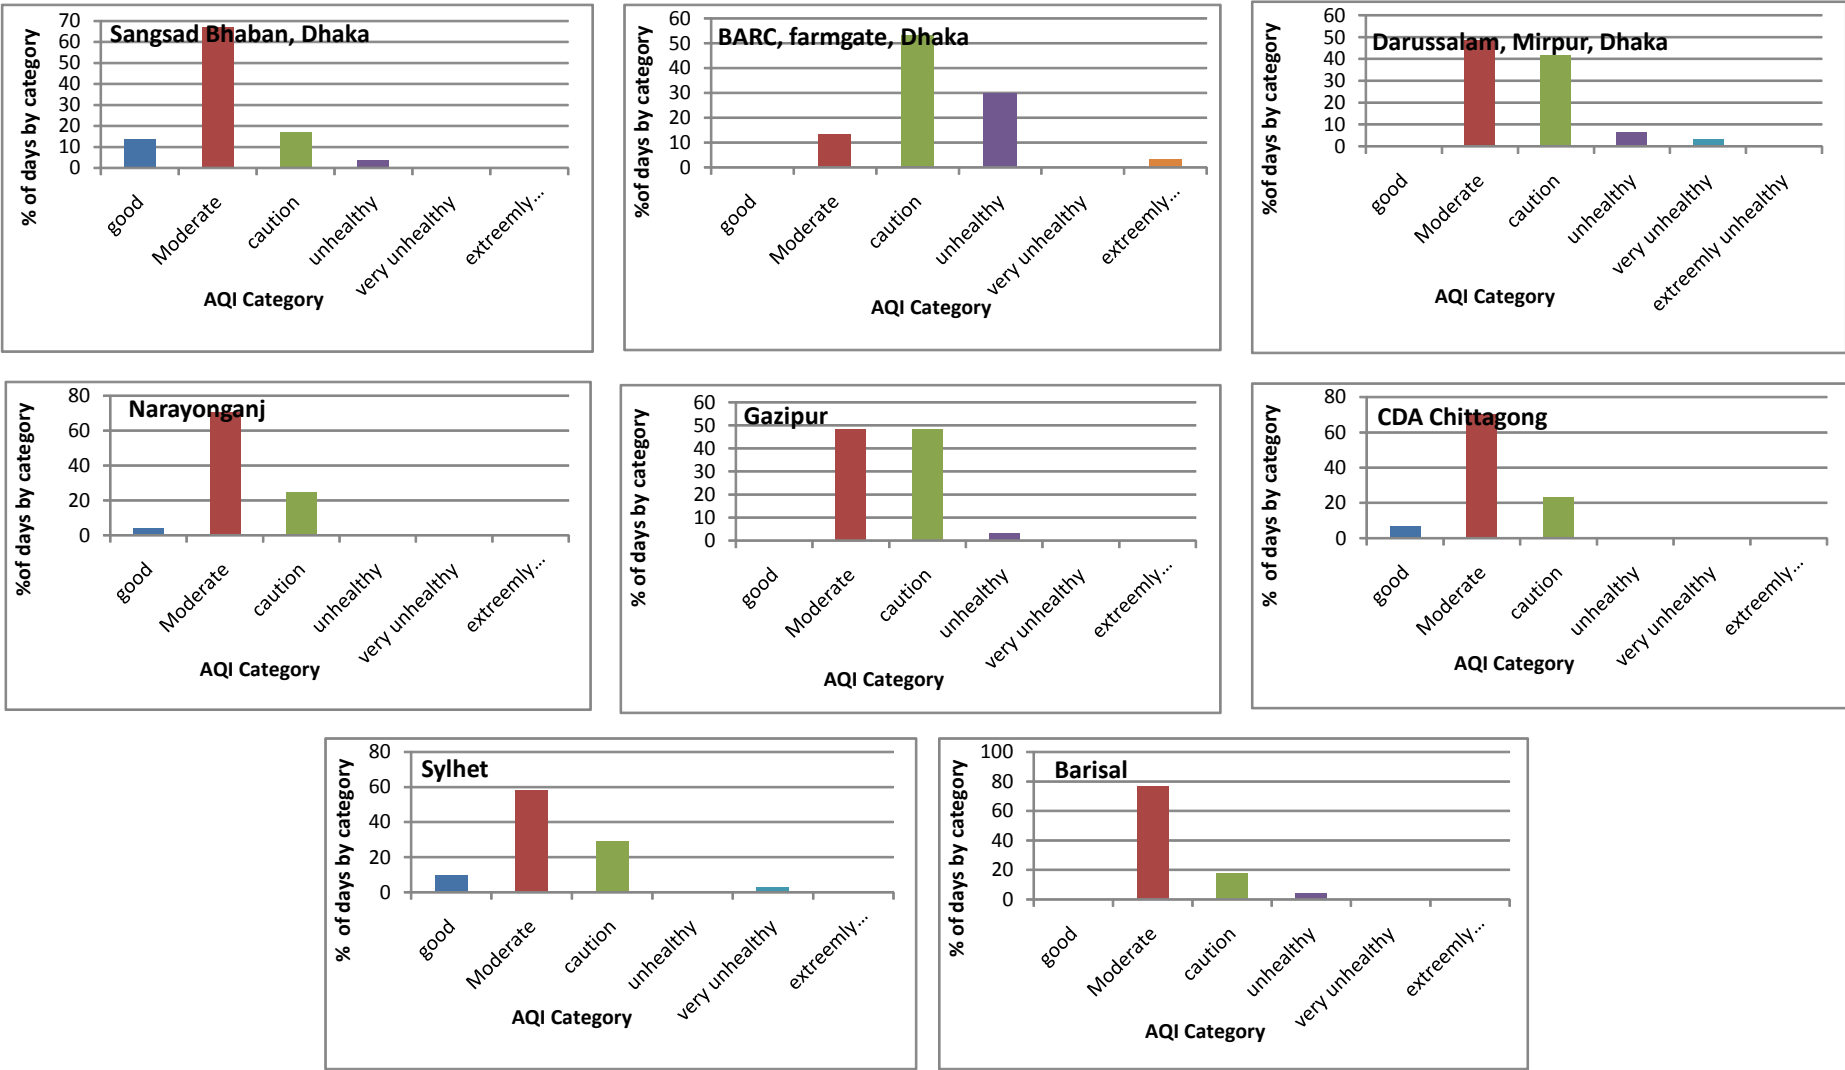 Sangsad Bhaban, Dhaka
% of days by category
70
60
50
40
30
20
10
0
good
Moderate
caution
unhealthy
very unhealthy
extreemly...
AQI Category
BARC, farmgate, Dhaka
%of days by category
60
50
40
30
20
10
0
good
Moderate
caution
unhealthy
very unhealthy
extreemly...
AQI Category
Darussalam, Mirpur, Dhaka
%of days by category
60
50
40
30
20
10
0
good
Moderate
caution
unhealthy
very unhealthy
extreemly unhealthy
AQI Category
Narayonganj
%of days by category
80
60
40
20
0
good
Moderate
caution
unhealthy
very unhealthy
extreemly...
AQI Category
Gazipur
% of days by category
60
50
40
30
20
10
0
good
Moderate
caution
unhealthy
very unhealthy
extreemly...
AQI Category
CDA Chittagong
% of days by category
80
60
40
20
0
good
Moderate
caution
unhealthy
very unhealthy
extreemly...
AQI Category
Sylhet
% of days by category
80
60
40
20
0
good
Moderate
caution
unhealthy
very unhealthy
extreemly...
AQI Category
Barisal
% of days by category
100
80
60
40
20
0
good
Moderate
caution
unhealthy
very unhealthy
extreemly...
AQI Category